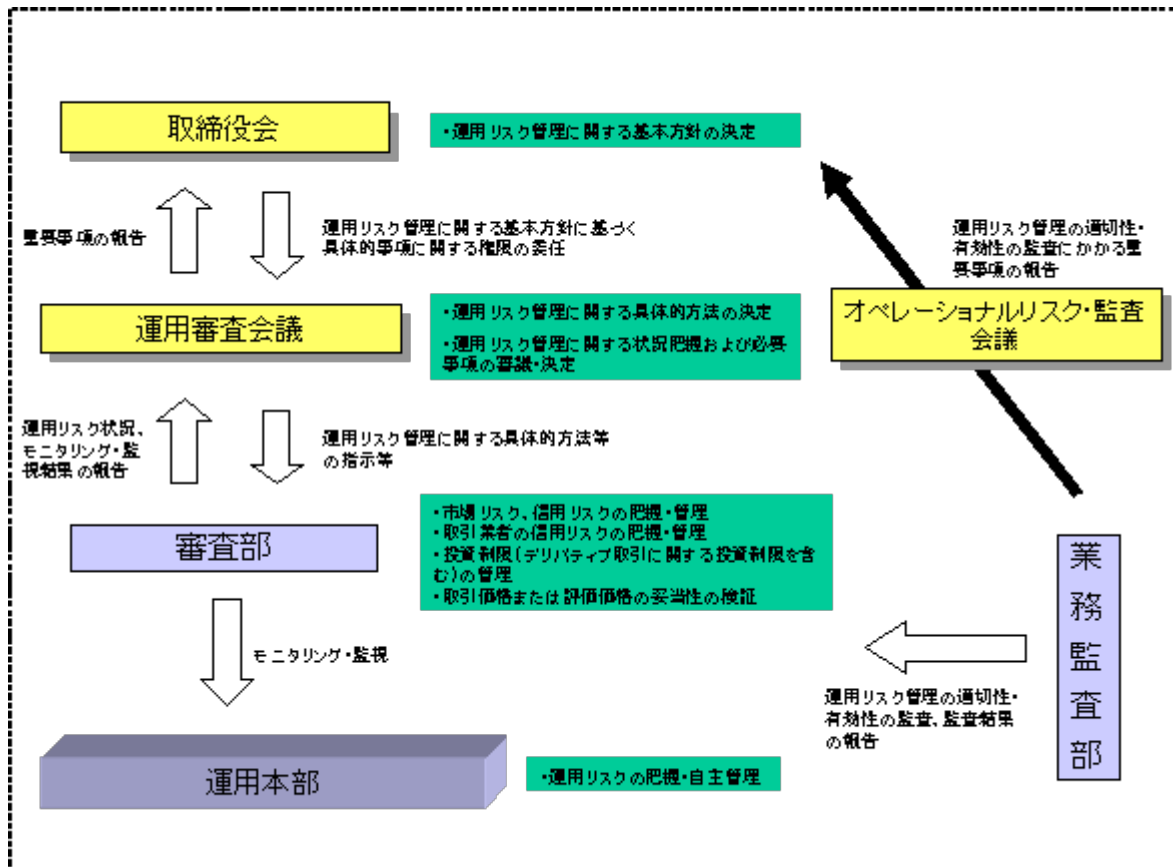 取締役会
・運用リスク管理に関する基本方針の決定
重要事項の報告
運用リスク管理に関する基本方針に基づく
具体的事項に関する権限の委任
運用リスク管理の適切性・
有効性の監査にかかる重
要事項の報告
運用審査会議
・運用リスク管理に関する具体的方法の決定
・運用リスク管理に関する状況把握および必要
事項の審議・決定
オペレーショナルリスク・監査
会議
運用リスク状況、
モニタリング・監
視結果の報告
運用リスク管理に関する具体的方法等
の指示等
審査部
・市場リスク、信用リスクの把握・管理
・取引業者の信用リスクの把握・管理
・投資制限(デリバティブ取引に関する投資制限を含
む)の管理
・取引価格または評価価格の妥当性の検証
業務監査部
モニタリング・監視
運用リスク管理の適切性・
有効性の監査、監査結果
の報告
運用本部
・運用リスクの把握・自主管理